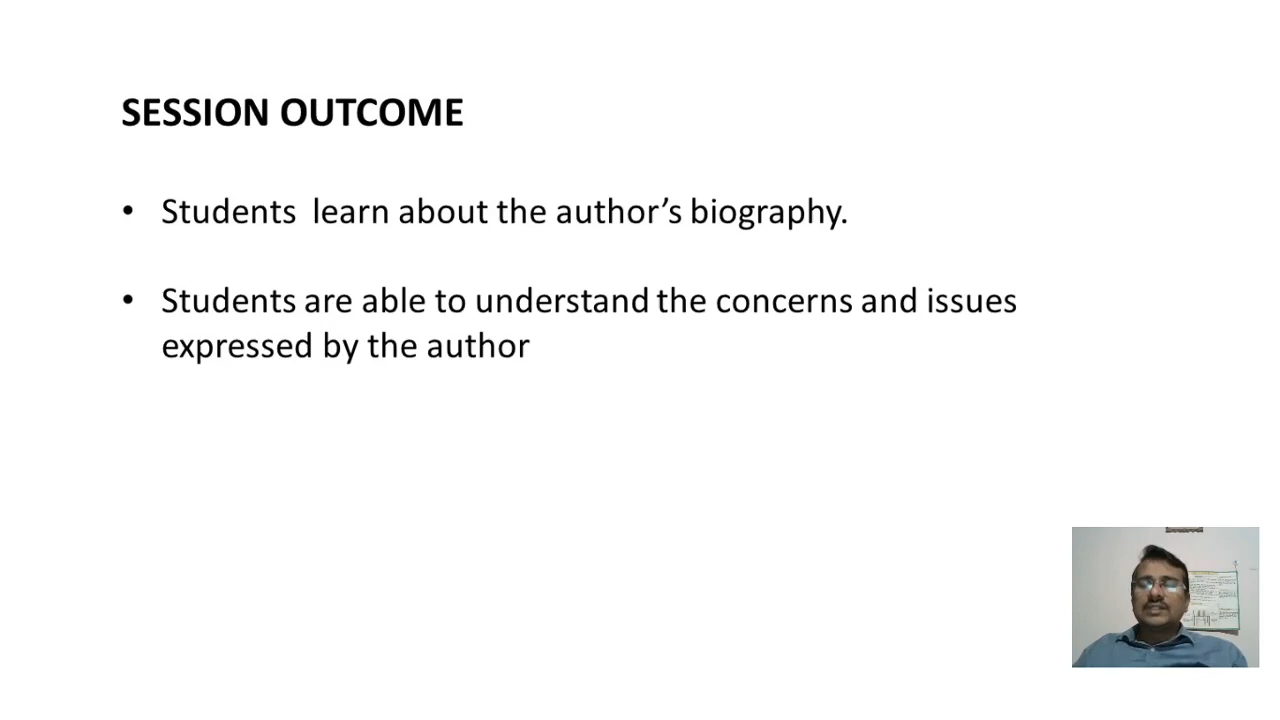 SESSION OUTCOME
• Students  learn about the author’s biography.
• Students are able to understand the concerns and issues
expressed by the author